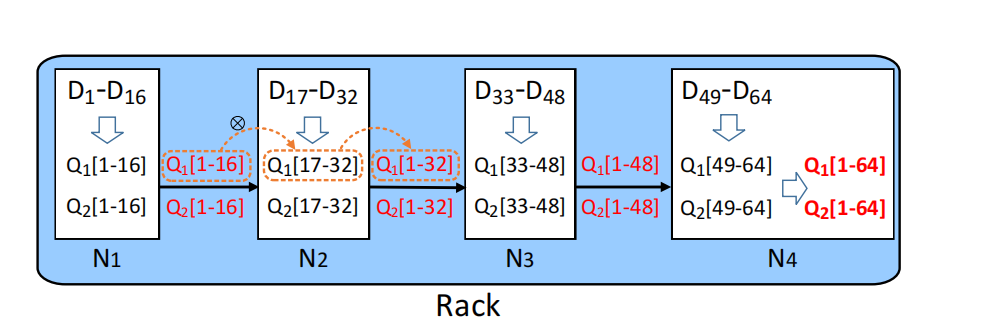 D1-D16
Q1[1-16]
Q2[1-16]
N1
Q1[1-16]
Q2[1-16]
⊗
D17-D32
Q1[17-32]
Q2[17-32]
N2
Q1[1-32]
Q2[1-32]
D33-D48
Q1[33-48]
Q2[33-48]
N3
Q1[1-48]
Q2[1-48]
D49-D64
Q1[49-64]
Q2[49-64]
Q1[1-64]
Q2[1-64]
N4
Rack